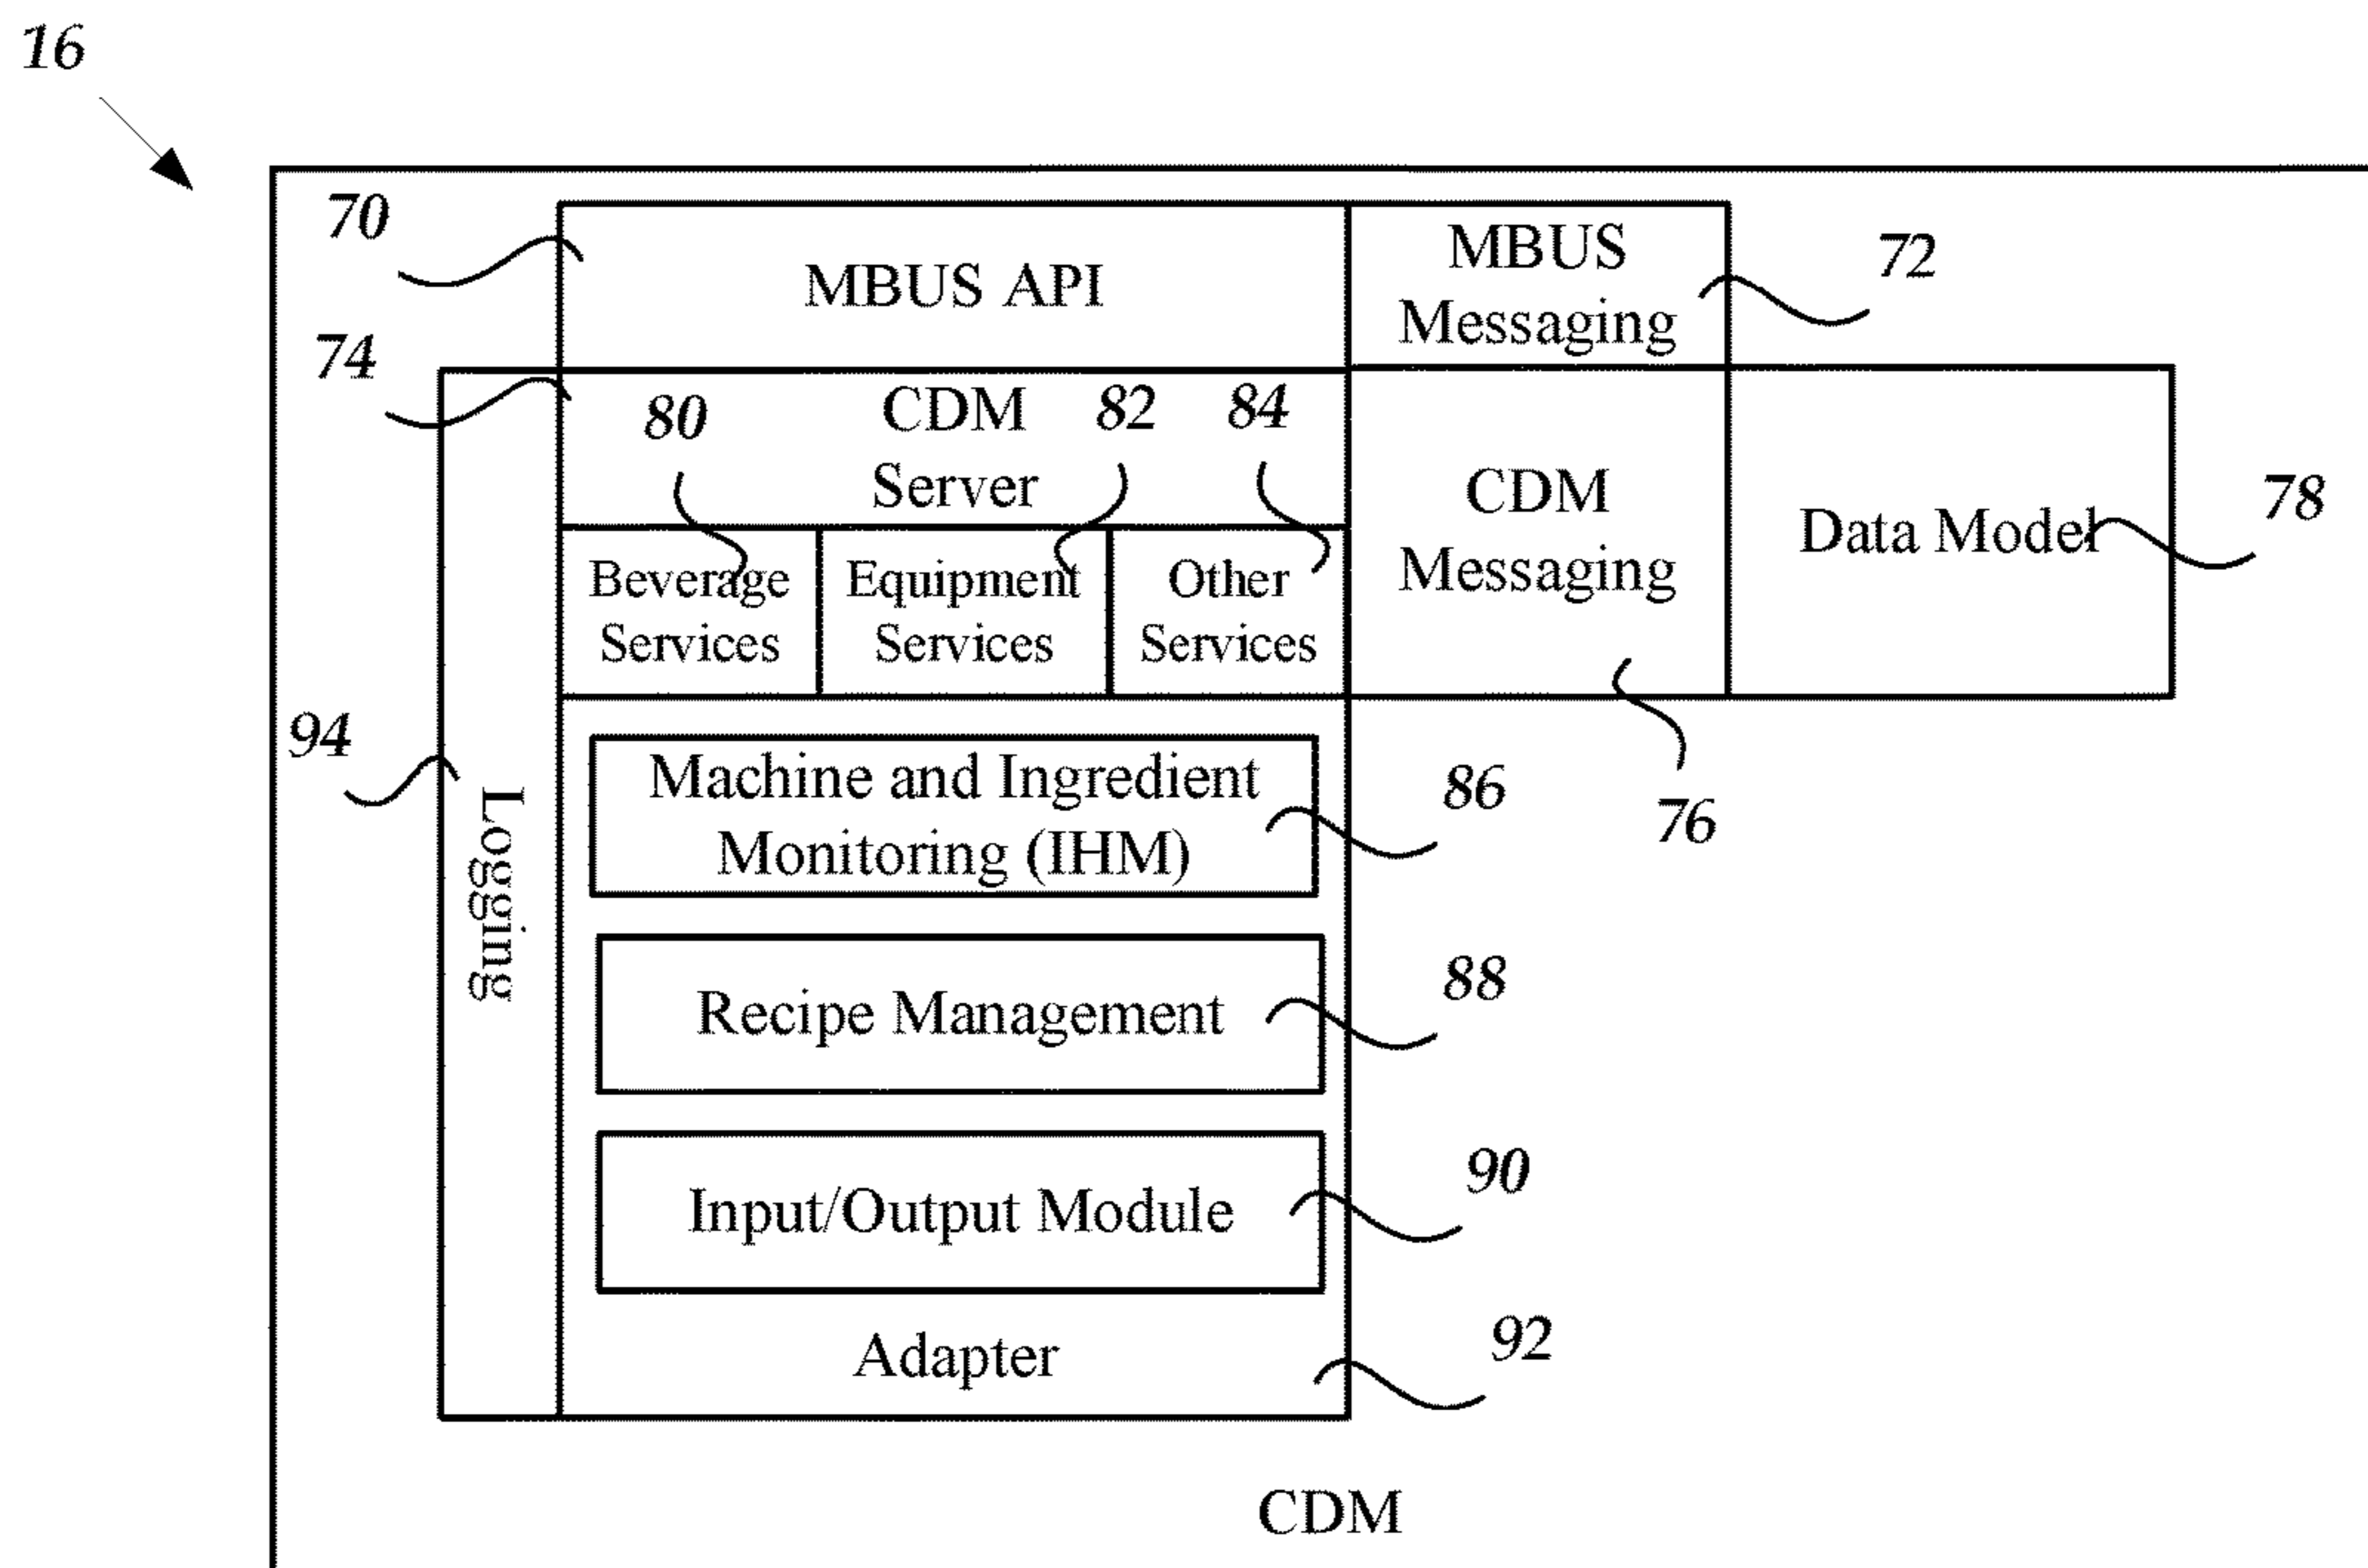 16
70
MBUS API
MBUS
Messaging
72
74
80
CDM
Server
82
84
CDM
Messaging
Data Model
78
Beverage
Services
Equipment
Services
Other
Services
94
Logging
Machine and Ingredient
Monitoring (IHM)
86
76
Recipe Management
88
Input/Output Module
90
Adapter
92
CDM